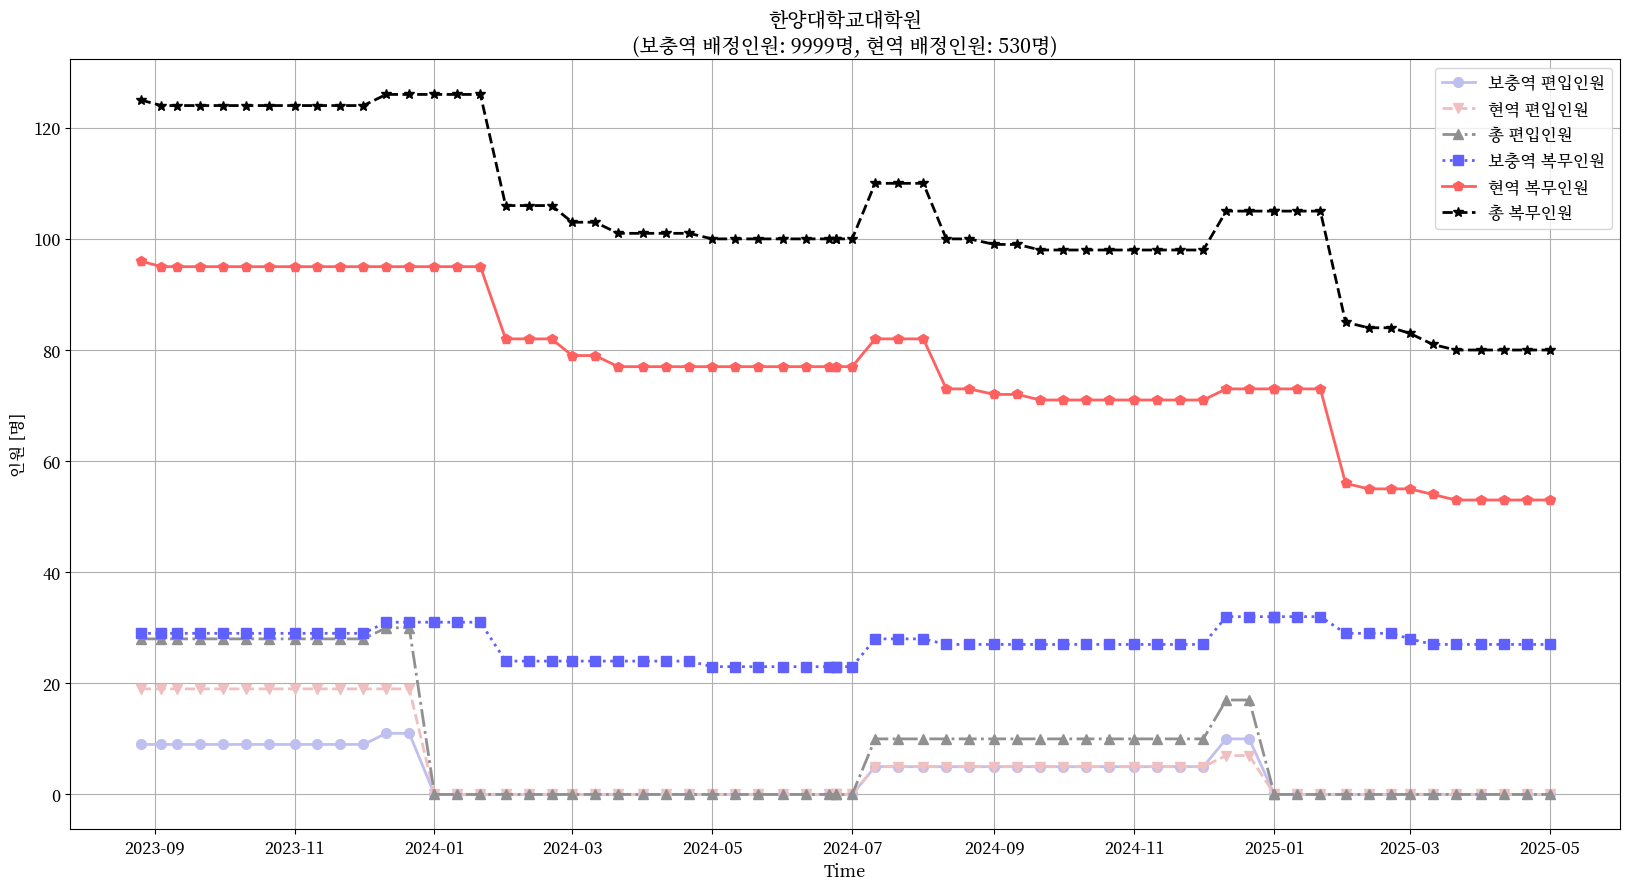 한양대학교대학원
(보충역 배정인원: 9999명, 현역 배정인원: 530명)
보충역 편입인원
현역 편입인원
총 편입인원
보충역 복무인원
현역 복무인원
총 복무인원
120
100
80
60
40
20
0
인원 [명]
2023-09
2023-11
2024-01
2024-03
2024-05
2024-07
2024-09
2024-11
2025-01
2025-03
2025-05
Time